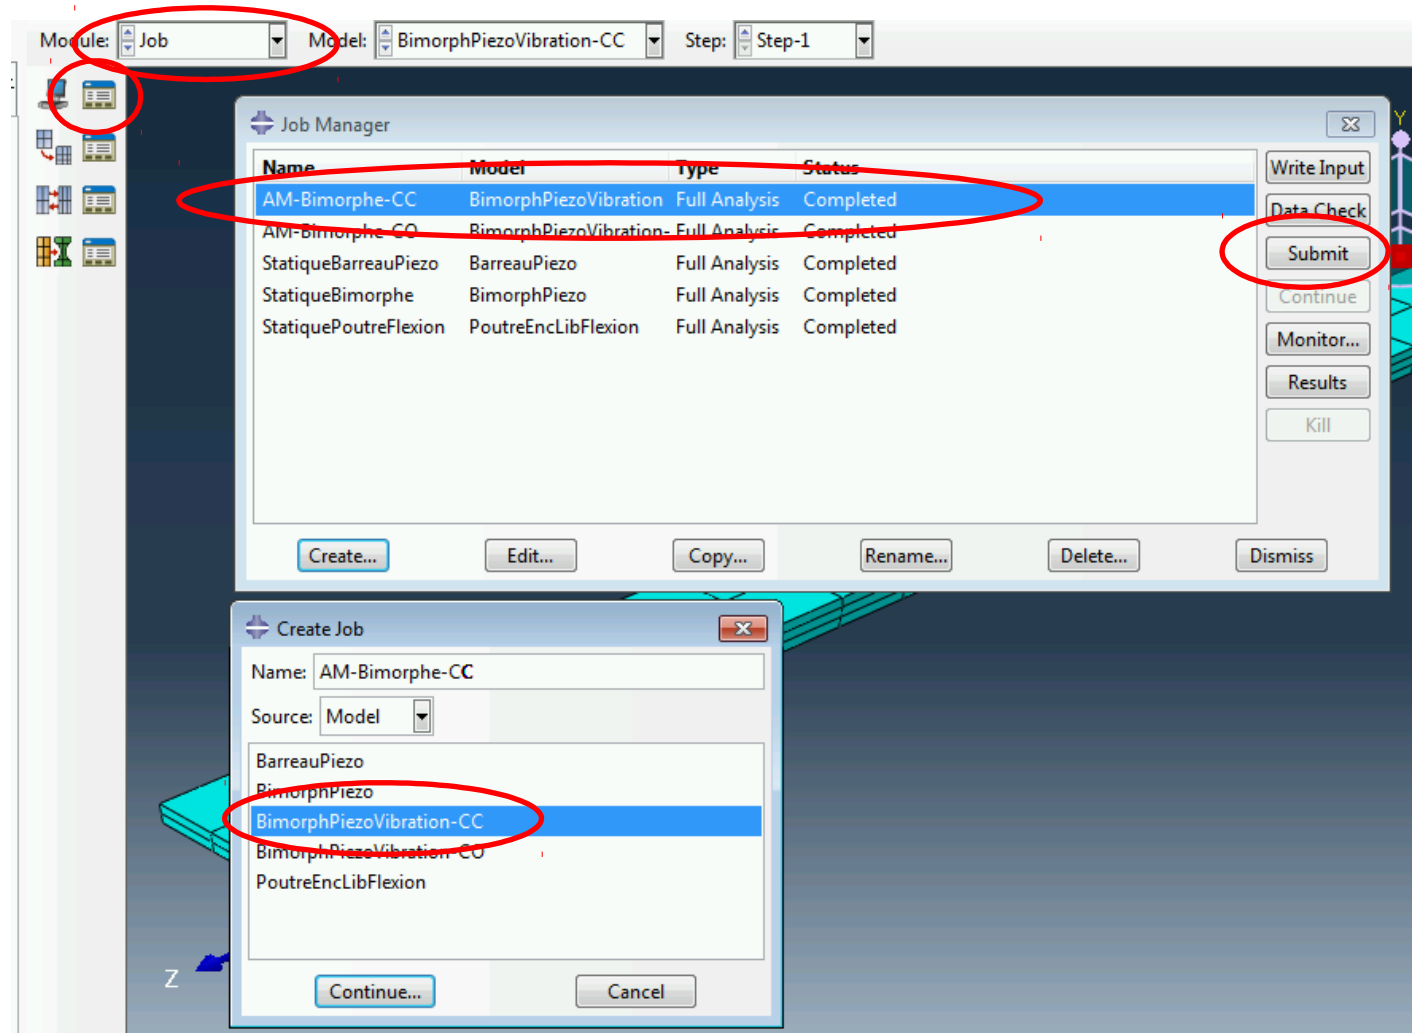 Module: Job Model: BimorphPiezoVibration-CC Step: Step-1
Job Manager
Name Model Type Status
AM-Bimorphe-CC BimorphPiezoVibration Full Analysis Completed
AM-Bimorphe-CO BimorphPiezoVibration- Full Analysis Completed
StatiqueBarreauPiezo BarreauPiezo Full Analysis Completed
StatiqueBimorphe BimorphPiezo Full Analysis Completed
StatiquePoutreFlexion PoutreEncLibFlexion Full Analysis Completed
Write Input
Data Check
Submit
Continue
Monitor...
Results
Kill
Create... Edit... Copy... Rename... Delete... Dismiss
Y
Create Job
Name: AM-Bimorphe-CC
Source: Model
BarreauPiezo
BimorphPiezo
BimorphPiezoVibration-CC
BimorphPiezoVibration-CO
PoutreEncLibFlexion
Continue... Cancel
Z